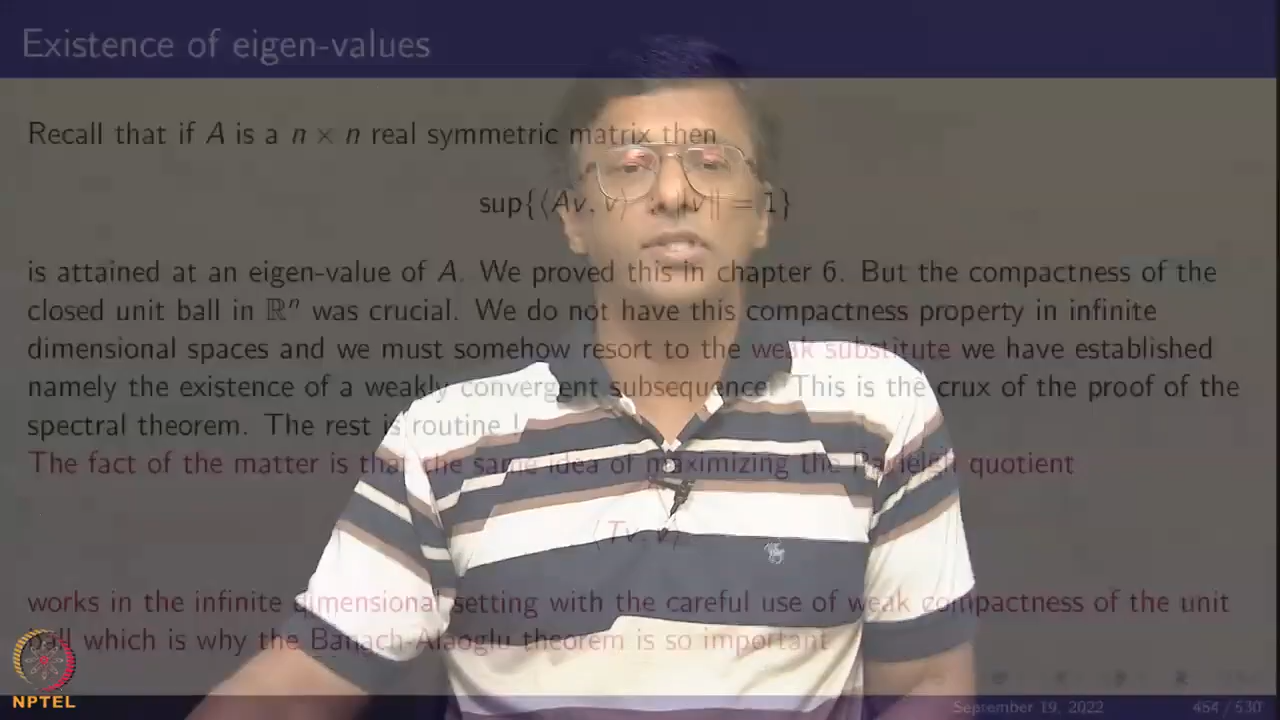 Existence of eigen-values
Recall that if A is a n × n real symmetric matrix then
sup{⟨Av, v⟩ : ‖v‖ = 1}
is attained at an eigen-value of A. We proved this in chapter 6. But the compactness of the
closed unit ball in ℝⁿ was crucial. We do not have this compactness property in infinite
dimensional spaces and we must somehow resort to the weak substitute we have established
namely the existence of a weakly convergent subsequence. This is the crux of the proof of the
spectral theorem. The rest is routine !
The fact of the matter is that the same idea of maximizing the quotient
⟨Tv, v⟩
works in the infinite dimensional setting with the careful use of weak compactness of the unit
ball which is why the Banach-Alaoglu theorem is so important
NPTEL
September 19, 2022 454 / 530